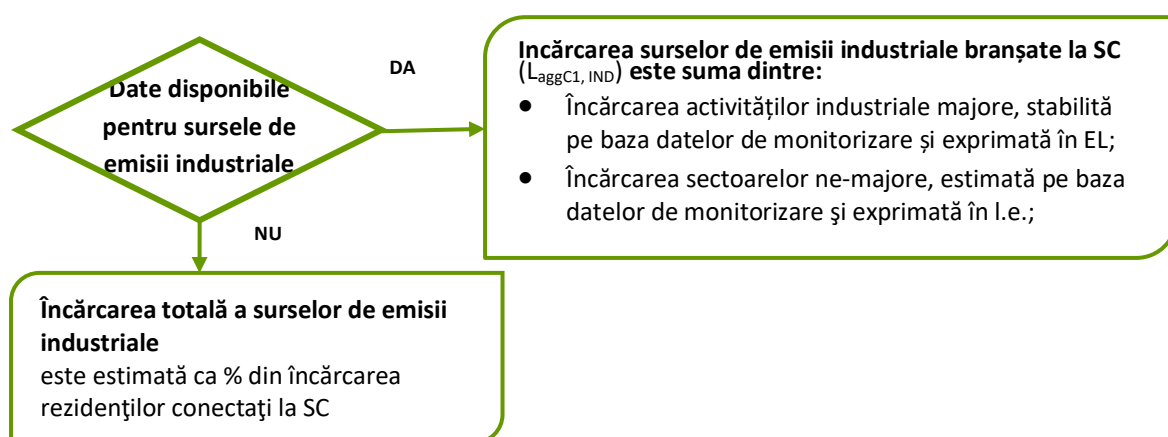 Date disponibile
pentru sursele de
emisii industriale
DA
Incărcarea surselor de emisii industriale branșate la SC
(LaggC1, IND) este suma dintre:
● Încărcarea activităților industriale majore, stabilită
pe baza datelor de monitorizare și exprimată în EL;
● Încărcarea sectoarelor ne-majore, estimată pe baza
datelor de monitorizare şi exprimată în l.e.;
NU
Încărcarea totală a surselor de emisii
industriale
este estimată ca % din încărcarea
rezidenţilor conectaţi la SC